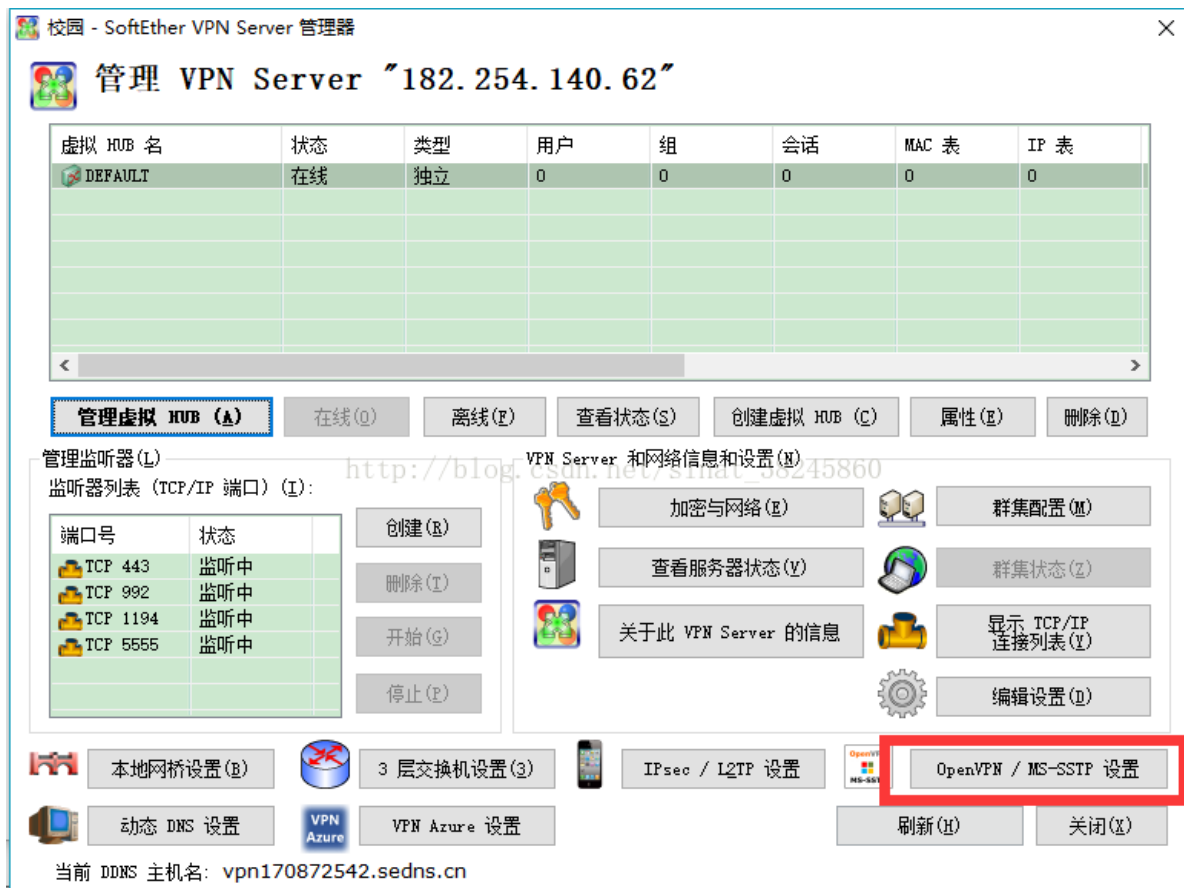 校园 - SoftEther VPN Server 管理器
管理 VPN Server "182.254.140.62"
虚拟 HUB 名 状态 类型 用户 组 会话 MAC 表 IP 表
DEFAULT 在线 独立 0 0 0 0 0
管理虚拟 HUB (A) 在线(O) 离线(F) 查看状态(S) 创建虚拟 HUB (C) 属性(E) 删除(D)
管理监听器(L)
监听器列表 (TCP/IP 端口) (I):
端口号 状态
TCP 443 监听中
TCP 992 监听中
TCP 1194 监听中
TCP 5555 监听中
创建(R)
删除(T)
开始(G)
停止(P)
VPN Server 和网络信息和设置(N)
加密与网络(E) 群集配置(M)
查看服务器状态(V) 群集状态(Z)
关于此 VPN Server 的信息 显示 TCP/IP
连接列表(Y)
编辑设置(D)
http://blog.csdn.net/sinat_38245860
本地网桥设置(B) 3 层交换机设置(3) IPsec / L2TP 设置 OpenVPN / MS-SSTP 设置
动态 DNS 设置 VPN Azure VPN Azure 设置 刷新(H) 关闭(X)
当前 DDNS 主机名: vpn170872542.sedns.cn